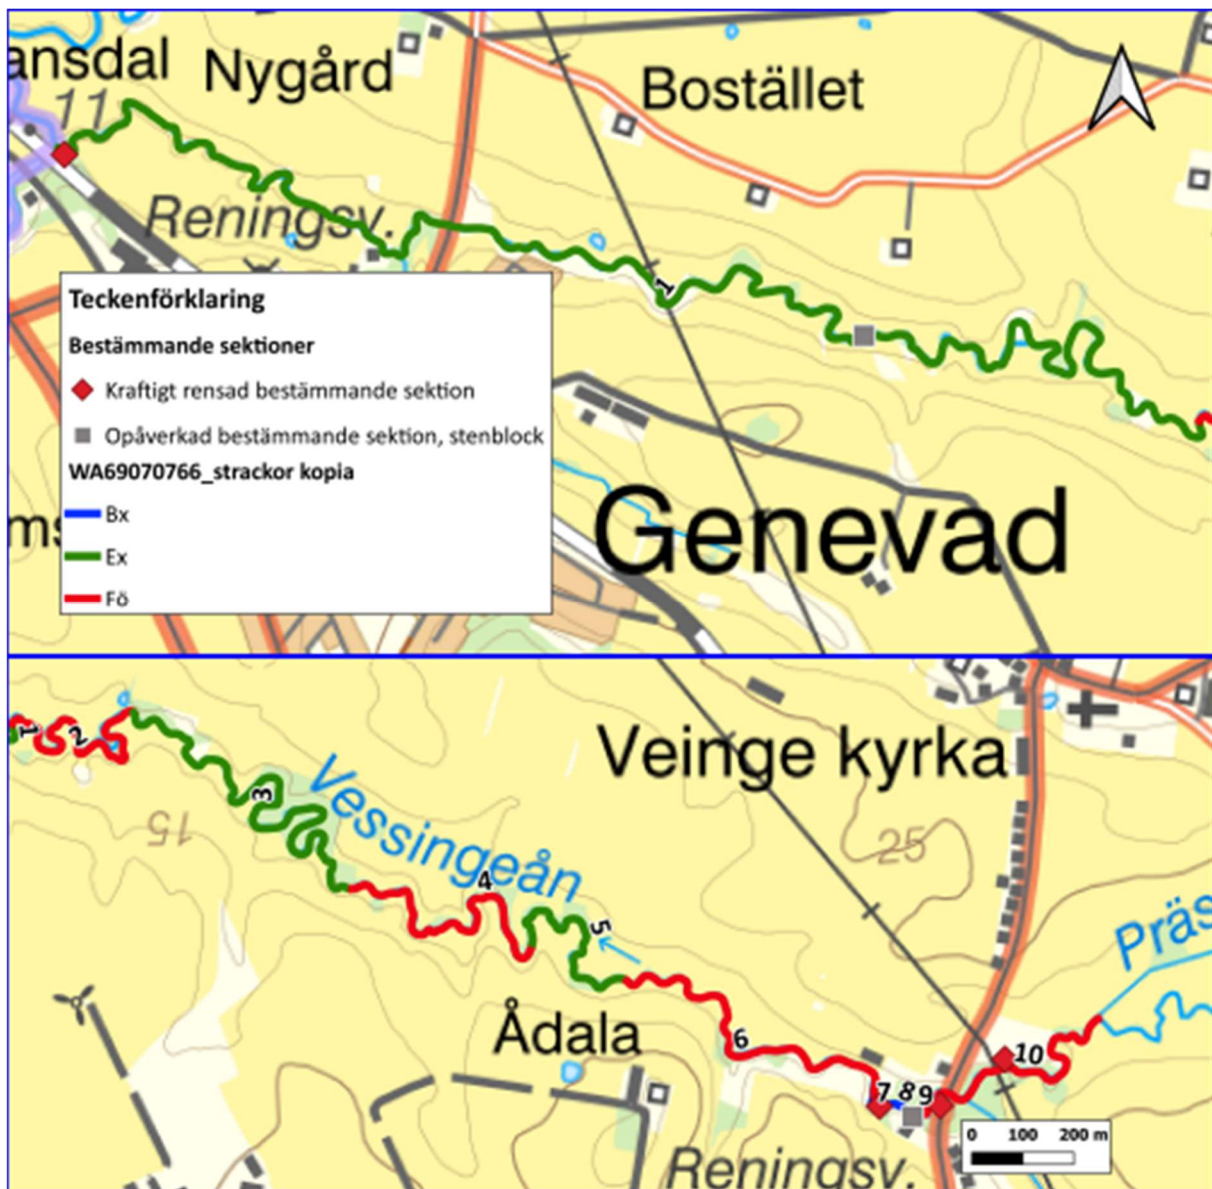 ansdal
Nygård
Bostället
11
Reningsv.
1
Teckenförklaring
Bestämmande sektioner
Kraftigt rensad bestämmande sektion
Opåverkad bestämmande sektion, stenblock
WA69070766_strackor kopia
Bx
Ex
Fö
Genevad
ms
Veinge kyrka
1
2
3
15
Vessingeån
4
5
25
Präs
Ådala
6
10
7 8 9
0 100 200 m
Reningsv.